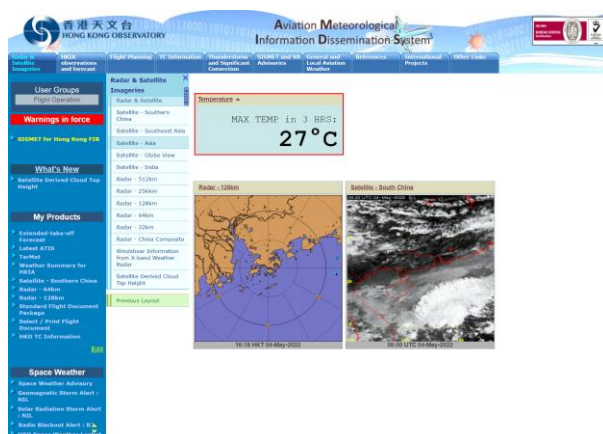 香港天文台
HONG KONG OBSERVATORY
Aviation Meteorological
Information Dissemination System
Radar &
Satellite
Imageries
HKIA
observations
and forecast
Flight Planning
TC Information
Thunderstorm
and Significant
Convection
SIGMET and VA
Advisories
General and
Local Aviation
Weather
References
International
Projects
Other Links
User Groups
Flight Operation
Warnings in force
SIGMET for Hong Kong FIR
What's New
Satellite Derived Cloud Top
Height
My Products
Extended-take-off
Forecast
Latest ATIS
TafMet
Weather Summary for
HKIA
Satellite - Southern China
Radar - 64km
Radar - 128km
Standard Flight Document
Package
Select / Print Flight
Document
HKO TC Information
Edit
Space Weather
Space Weather Advisory
Geomagnetic Storm Alert :
NIL
Solar Radiation Storm Alert
: NIL
Radio Blackout Alert :
Radar & Satellite
Imageries
X
Radar & Satellite
Satellite - Southern
China
Satellite - Southeast Asia
Satellite - Asia
Satellite - Globe View
Satellite - India
Radar - 512km
Radar - 256km
Radar - 128km
Radar - 64km
Radar - 32km
Radar - China Composite
Windshear Information
from X-band Weather
Radar
Satellite Derived Cloud
Top Height
Previous Layout
Temperature
MAX TEMP in 3 HRS:
27°C
Radar - 128km
16:18 HKT 04-May-2022
Satellite - South China
08:00 UTC 04-May-2022
08:00 UTC 04-May-2022